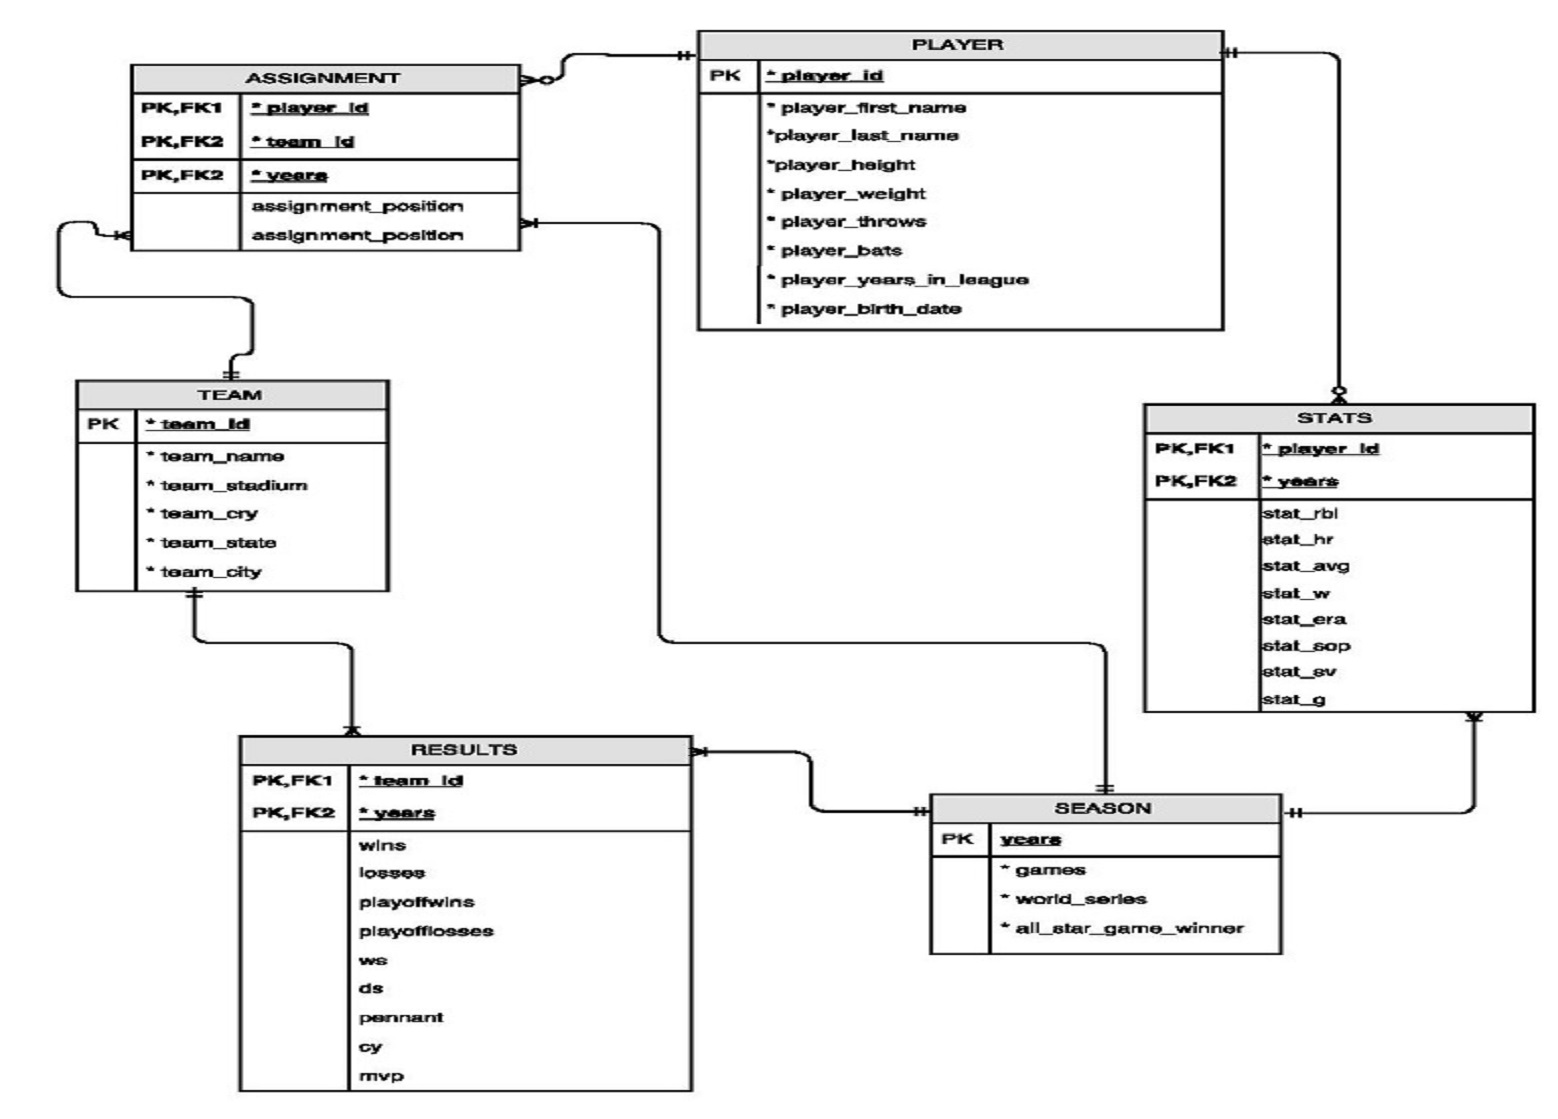 PLAYER
PK * player_id
* player_first_name
*player_last_name
*player_height
* player_weight
* player_throws
* player_bats
* player_years_in_league
* player_birth_date
ASSIGNMENT
PK,FK1 * player_id
PK,FK2 * team_id
PK,FK2 * years
assignment_position
assignment_position
TEAM
PK * team_id
* team_name
* team_stadium
* team_cry
* team_state
* team_city
STATS
PK,FK1 * player_id
PK,FK2 * years
stat_rbi
stat_hr
stat_avg
stat_w
stat_era
stat_sop
stat_sv
stat_g
RESULTS
PK,FK1 * team_id
PK,FK2 * years
wins
losses
playoffwins
playofflosses
ws
ds
pennant
cy
mvp
SEASON
PK years
* games
* world_series
* all_star_game_winner